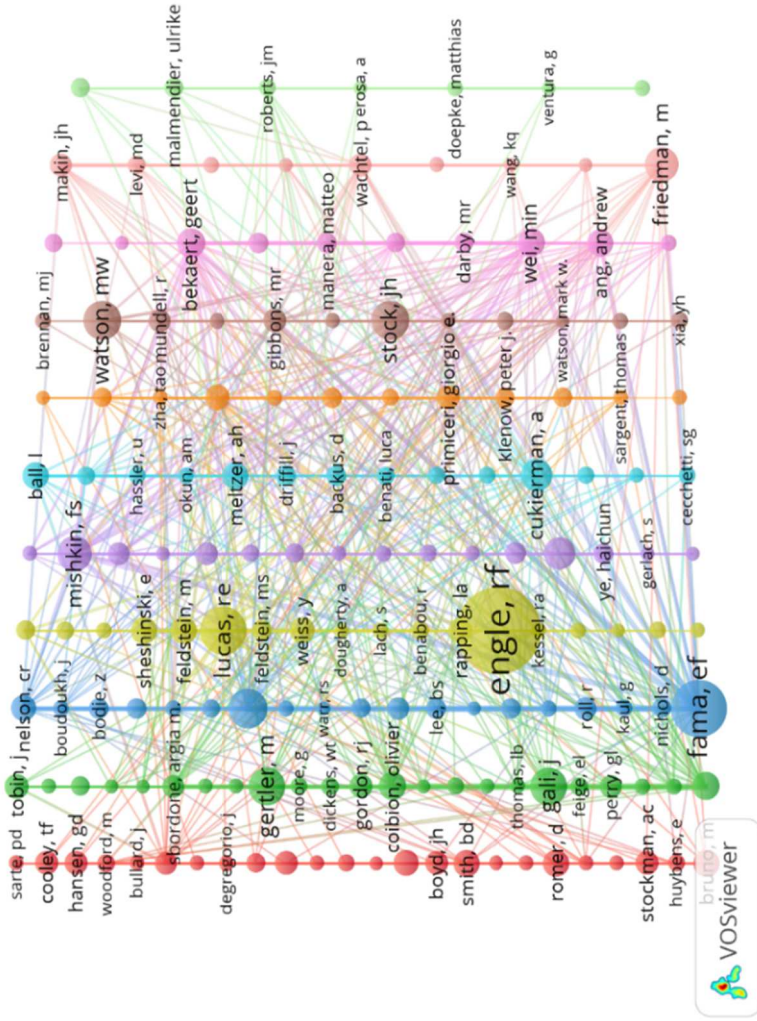 malmendier, ulrike
roberts, jm
erosa, a
doepke, matthias
ventura, g
makin, jh
levi, md
wachtel, p
wang, kq
friedman, m
bekaert, geert
manera, matteo
darby, mr
wei, min
ang, andrew
brennan, mj
watson, mw
mundell, r
gibbons, mr
stock, jh
watson, mark w.
xia, yh
zha, tao
primiceri, giorgio e.
klenow, peter j.
sargent, thomas
ball, l
hassler, u
okun, am
meltzer, ah
driffill, j
backus, d
benati, luca
cukierman, a
cecchetti, sg
mishkin, fs
ye, haichun
gerlach, s
sheshinski, e
feldstein, m
lucas, re
feldstein, ms
weiss, y
dougherty, a
lach, s
benabou, r
rapping, la
engle, rf
kessel, ra
nelson, cr
boudoukh, j
bodie, z
argia m.
warr, rs
lee, bs
roll, r
kaul, g
nichols, d
fama, ef
tobin, j
sbordone,
gertler, m
moore, g
dickens, wt
gordon, rj
coibion, olivier
thomas, lb
gali, j
feige, el
perry, gl
sarte, pd
cooley, tf
hansen, gd
woodford, m
bullard, j
degregorio, j
boyd, jh
smith, bd
romer, d
stockman, ac
huybens, e
bruno, m
VOSviewer